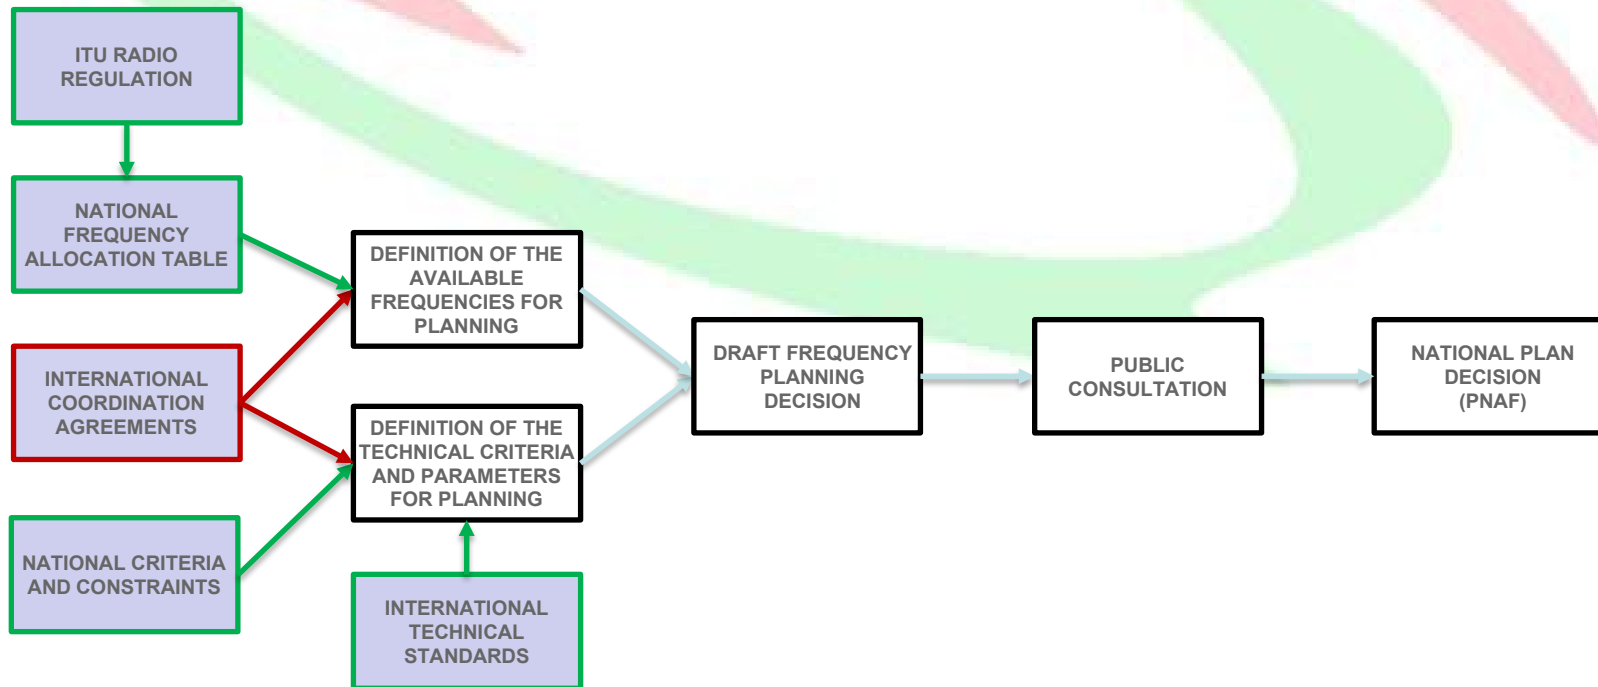 ITU RADIO
REGULATION
NATIONAL
FREQUENCY
ALLOCATION TABLE
INTERNATIONAL
COORDINATION
AGREEMENTS
NATIONAL CRITERIA
AND CONSTRAINTS
DEFINITION OF THE
AVAILABLE
FREQUENCIES FOR
PLANNING
DEFINITION OF THE
TECHNICAL CRITERIA
AND PARAMETERS
FOR PLANNING
INTERNATIONAL
TECHNICAL
STANDARDS
DRAFT FREQUENCY
PLANNING
DECISION
PUBLIC
CONSULTATION
NATIONAL PLAN
DECISION
(PNAF)